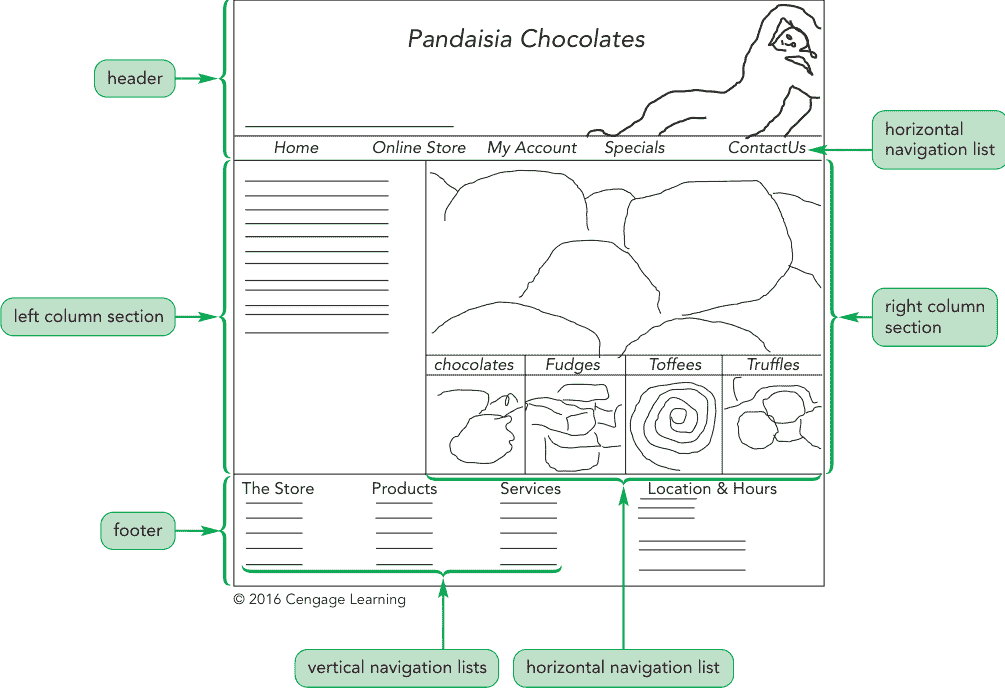 Pandaisia Chocolates
header
horizontal
navigation list
Home Online Store My Account Specials ContactUs
left column section
right column
section
chocolates Fudges Toffees Truffles
The Store Products Services Location & Hours
footer
© 2016 Cengage Learning
vertical navigation lists horizontal navigation list